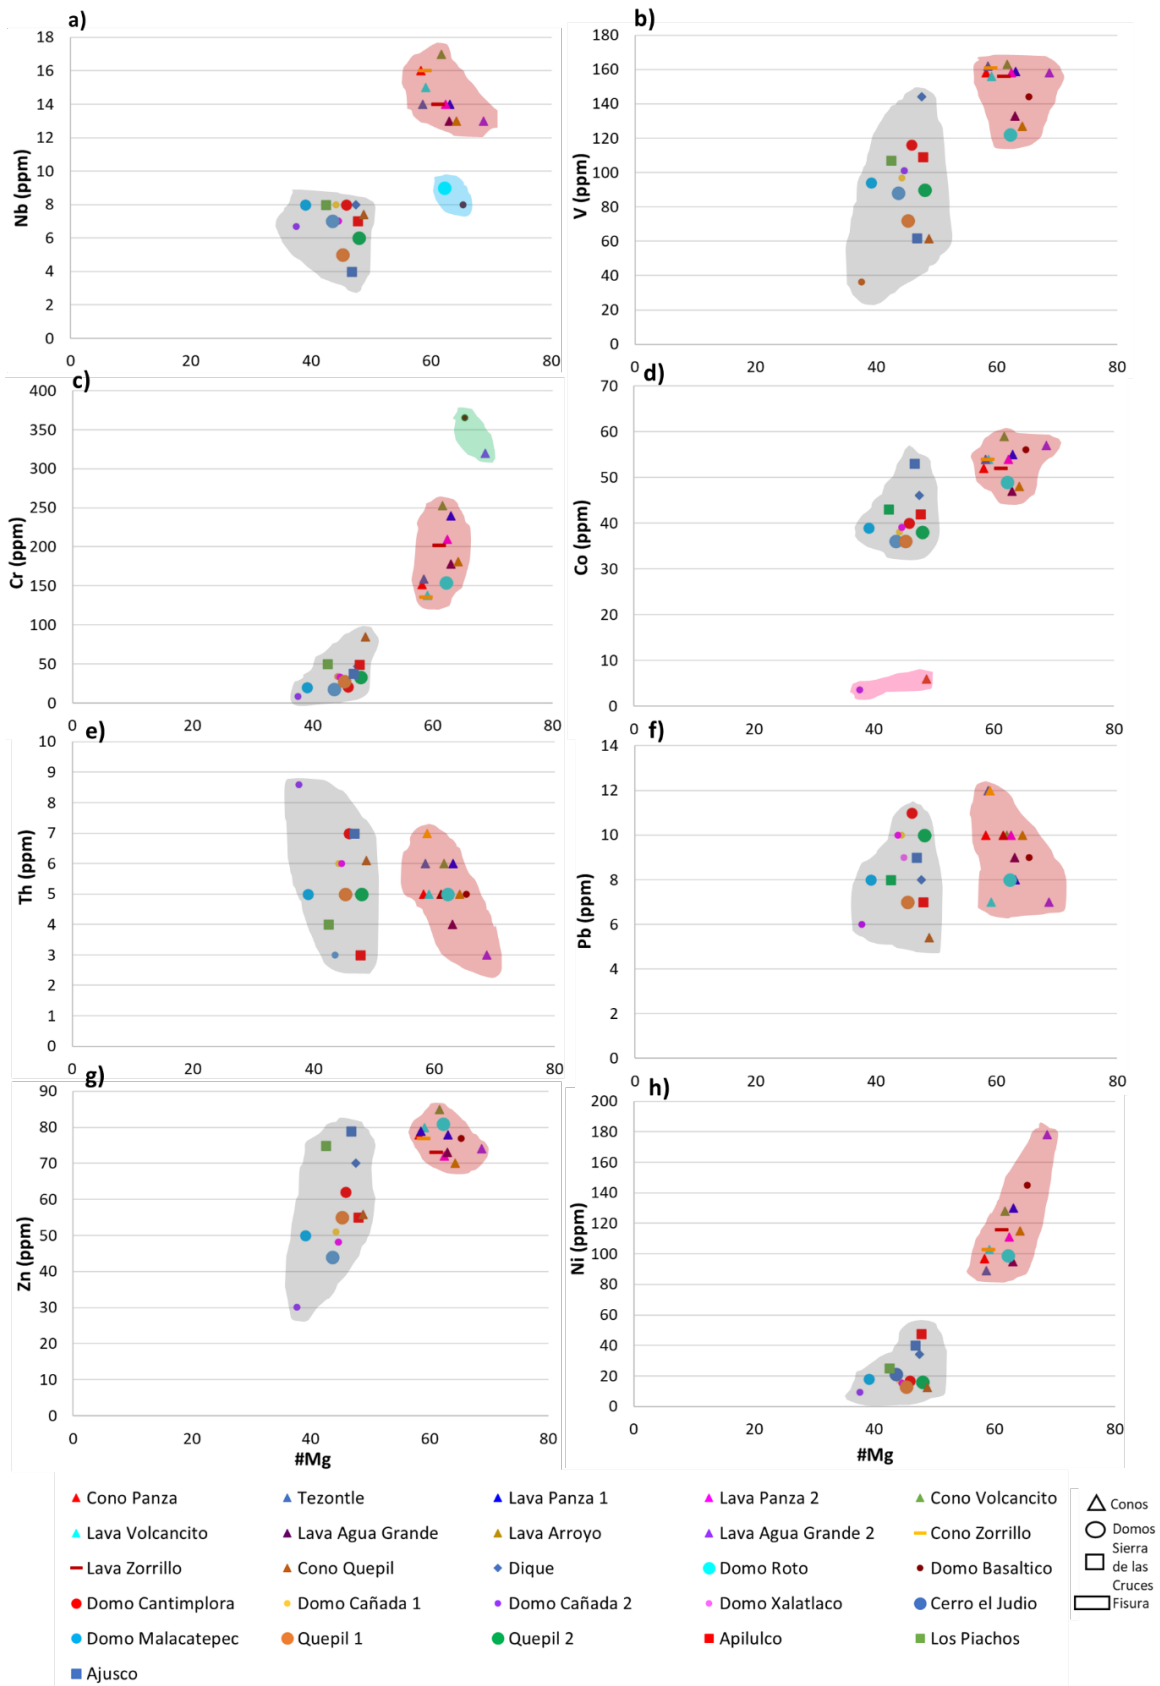 a)
Nb (ppm)
18
16
14
12
10
8
6
4
2
0
0 20 40 60 80
b)
V (ppm)
180
160
140
120
100
80
60
40
20
0
0 20 40 60 80
c)
Cr (ppm)
400
350
300
250
200
150
100
50
0
0 20 40 60 80
d)
Co (ppm)
70
60
50
40
30
20
10
0
0 20 40 60 80
e)
Th (ppm)
10
9
8
7
6
5
4
3
2
1
0
0 20 40 60 80
f)
Pb (ppm)
14
12
10
8
6
4
2
0
0 20 40 60 80
g)
Zn (ppm)
90
80
70
60
50
40
30
20
10
0
0 20 40 60 80
#Mg
h)
Ni (ppm)
200
180
160
140
120
100
80
60
40
20
0
0 20 40 60 80
#Mg
Cono Panza Tezontle Lava Panza 1 Lava Panza 2 Cono Volcancito
Lava Volcancito Lava Agua Grande Lava Arroyo Lava Agua Grande 2 Cono Zorrillo
Lava Zorrillo Cono Quepil Dique Domo Roto Domo Basaltico
Domo Cantimplora Domo Cañada 1 Domo Cañada 2 Domo Xalatlaco Cerro el Judio
Domo Malacatepec Quepil 1 Quepil 2 Apilulco Los Piachos
Ajusco
Conos
Domos
Sierra
de las
Cruces
Fisura